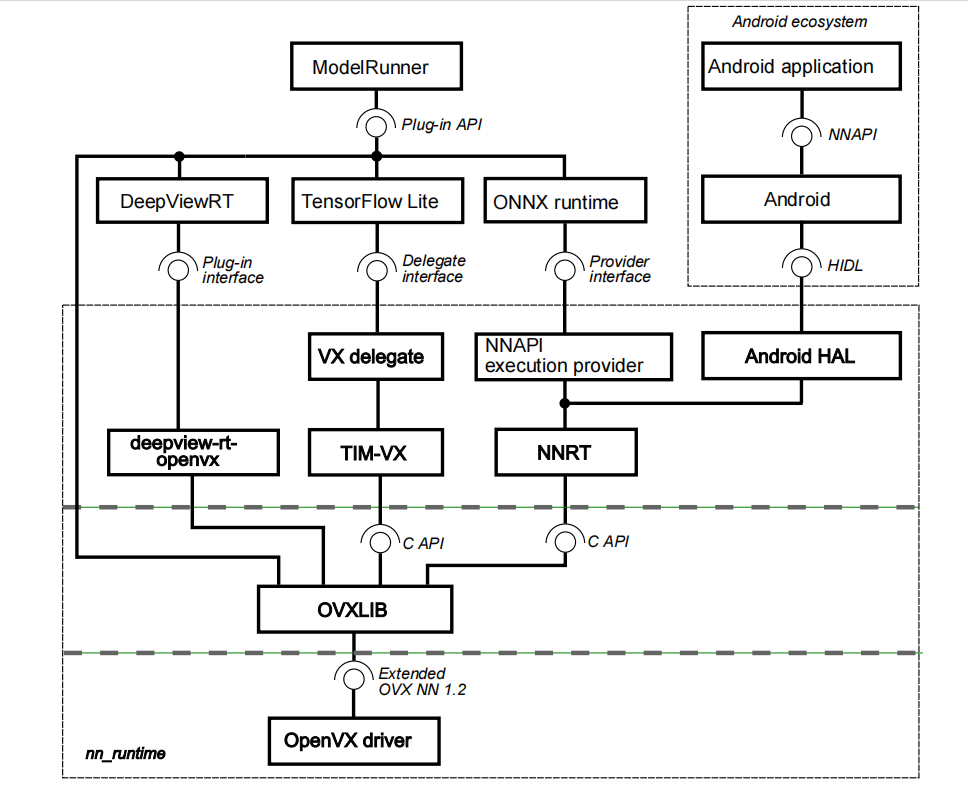 Android ecosystem
ModelRunner
Android application
Plug-in API
NNAPI
DeepViewRT
TensorFlow Lite
ONNX runtime
Android
Plug-in
interface
Delegate
interface
Provider
interface
HIDL
VX delegate
NNAPI
execution provider
Android HAL
deepview-rt-
openvx
TIM-VX
NNRT
C API
C API
OVXLIB
Extended
OVX NN 1.2
OpenVX driver
nn_runtime